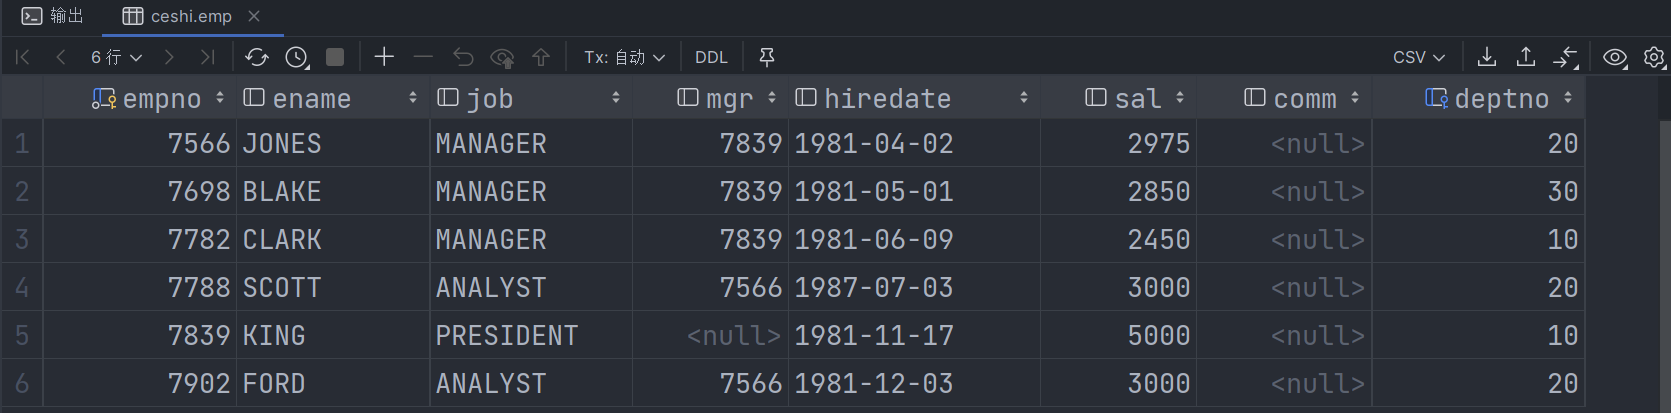 输出 ceshi.emp
6 行 Tx: 自动 DDL CSV
empno ename job mgr hiredate sal comm deptno
1 7566 JONES MANAGER 7839 1981-04-02 2975 <null> 20
2 7698 BLAKE MANAGER 7839 1981-05-01 2850 <null> 30
3 7782 CLARK MANAGER 7839 1981-06-09 2450 <null> 10
4 7788 SCOTT ANALYST 7566 1987-07-03 3000 <null> 20
5 7839 KING PRESIDENT <null> 1981-11-17 5000 <null> 10
6 7902 FORD ANALYST 7566 1981-12-03 3000 <null> 20